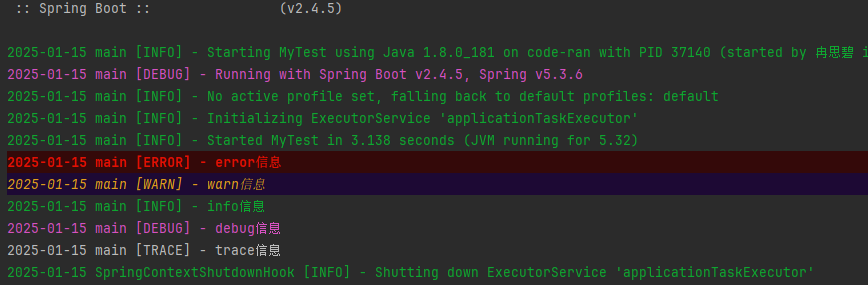 :: Spring Boot :: (v2.4.5)
2025-01-15 main [INFO] - Starting MyTest using Java 1.8.0_181 on code-ran with PID 37140 (started by 冉思碧 i
2025-01-15 main [DEBUG] - Running with Spring Boot v2.4.5, Spring v5.3.6
2025-01-15 main [INFO] - No active profile set, falling back to default profiles: default
2025-01-15 main [INFO] - Initializing ExecutorService 'applicationTaskExecutor'
2025-01-15 main [INFO] - Started MyTest in 3.138 seconds (JVM running for 5.32)
2025-01-15 main [ERROR] - error信息
2025-01-15 main [WARN] - warn信息
2025-01-15 main [INFO] - info信息
2025-01-15 main [DEBUG] - debug信息
2025-01-15 main [TRACE] - trace信息
2025-01-15 SpringContextShutdownHook [INFO] - Shutting down ExecutorService 'applicationTaskExecutor'